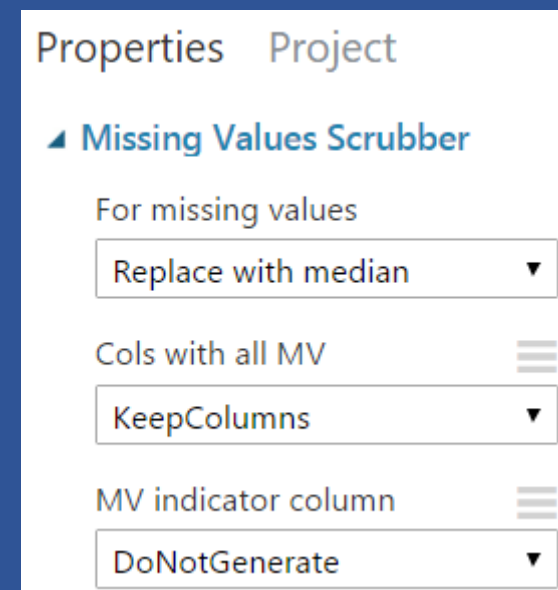 Properties Project
Missing Values Scrubber
For missing values
Replace with median
Cols with all MV
KeepColumns
MV indicator column
DoNotGenerate